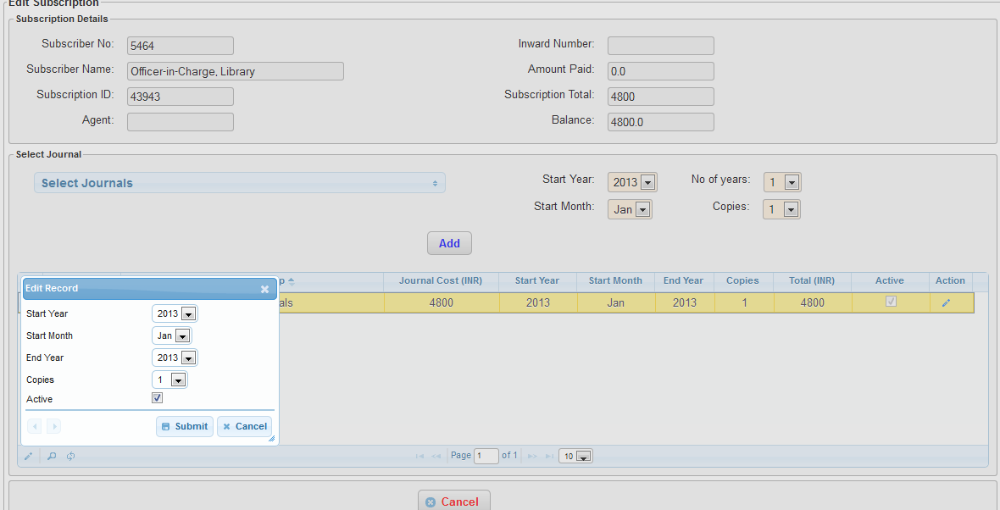 Edit Subscription
Subscription Details
Subscriber No: 5464 Inward Number:
Subscriber Name: Officer-in-Charge, Library Amount Paid: 0.0
Subscription ID: 43943 Subscription Total: 4800
Agent: Balance: 4800.0
Select Journal
Select Journals Start Year: 2013 No of years: 1
Start Month: Jan Copies: 1
Add
p Journal Cost (INR) Start Year Start Month End Year Copies Total (INR) Active Action
als 4800 2013 Jan 2013 1 4800
Edit Record
Start Year 2013
Start Month Jan
End Year 2013
Copies 1
Active
Submit Cancel
Page 1 of 1 10
Cancel